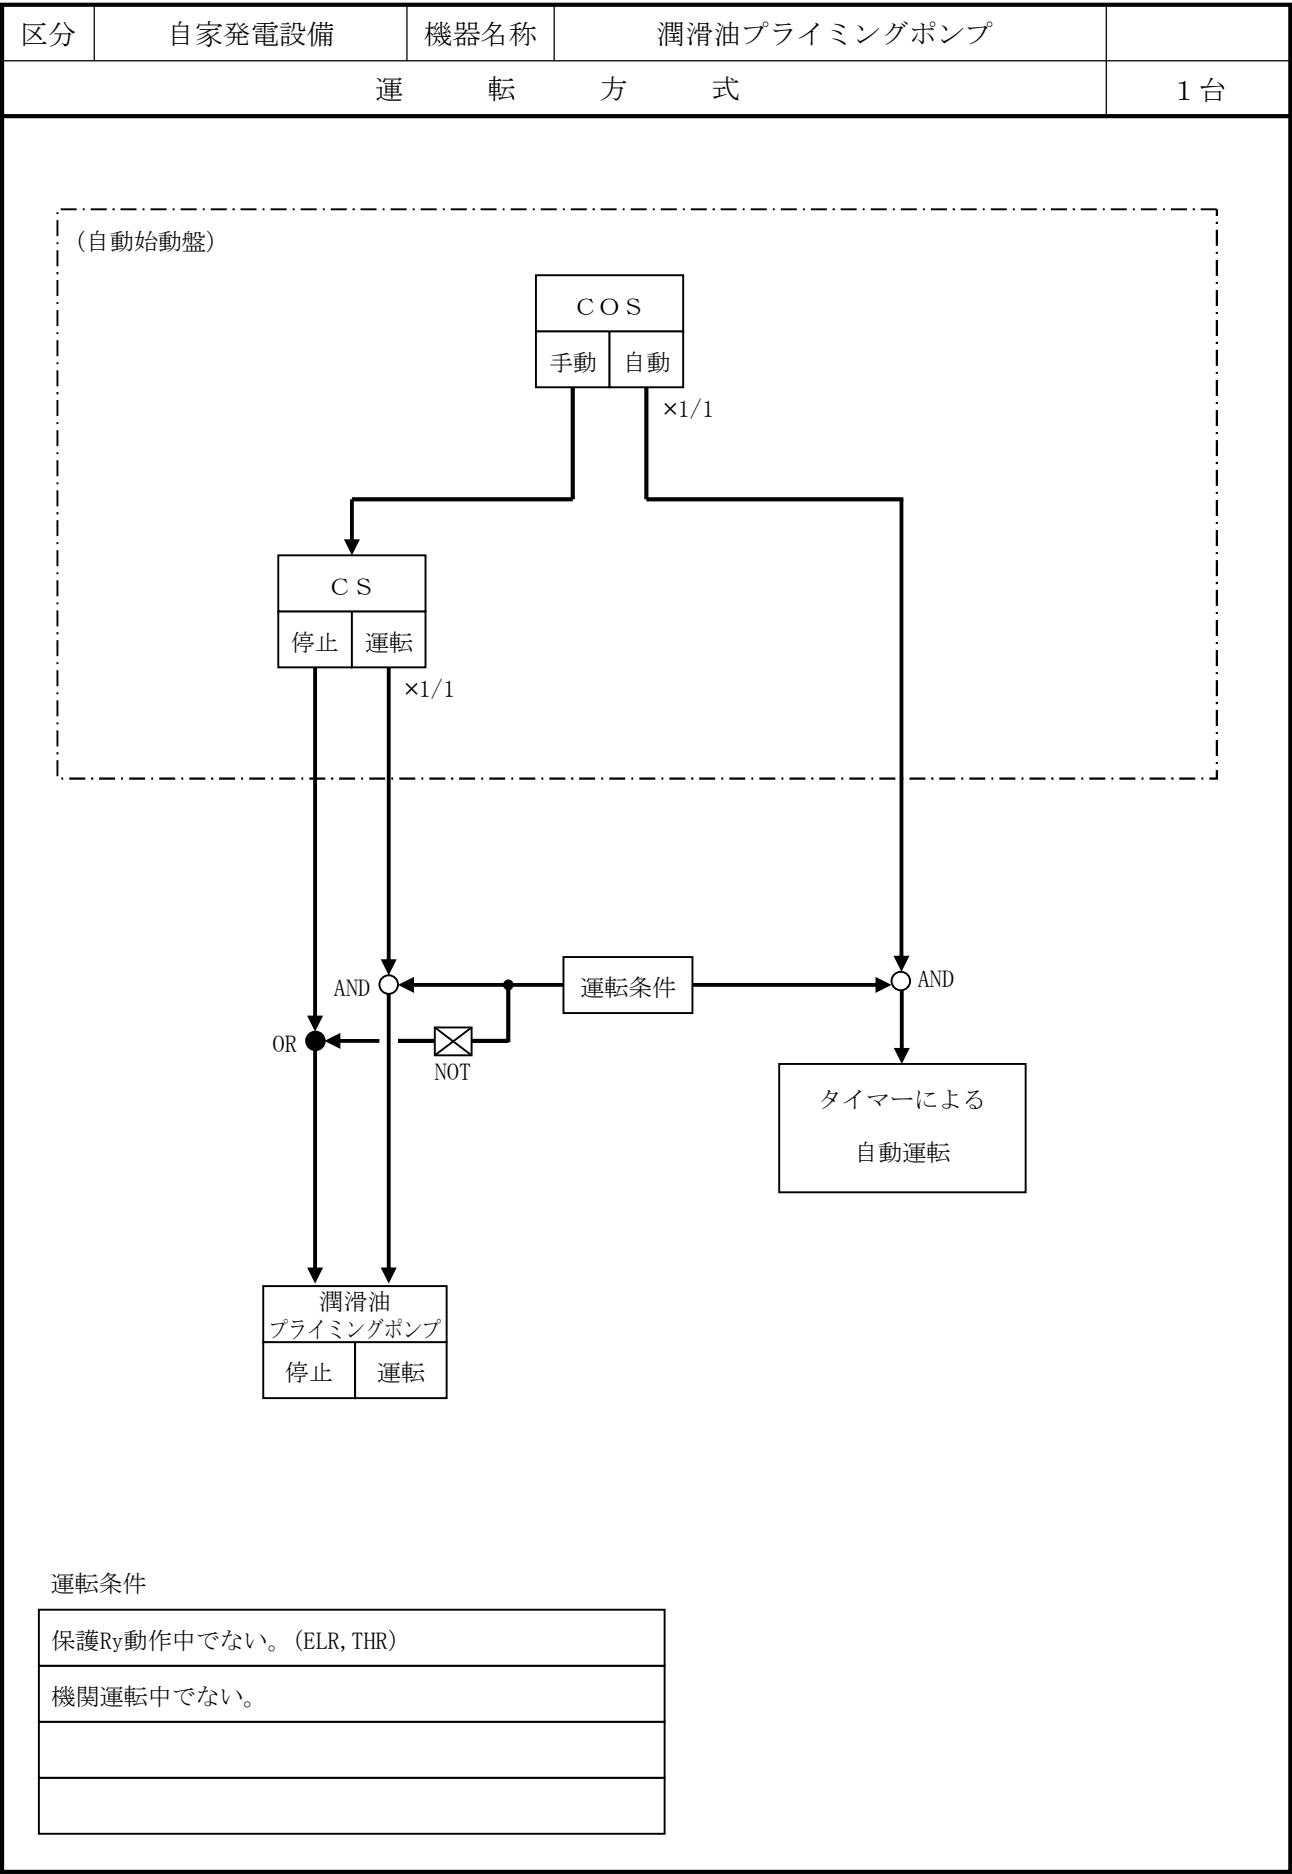 区分 自家発電設備 機器名称 潤滑油プライミングポンプ
運 転 方 式 1台
(自動始動盤)
COS
手動 自動
×1/1
CS
停止 運転
×1/1
AND 運転条件 AND
OR
NOT
タイマーによる
自動運転
潤滑油
プライミングポンプ
停止 運転
運転条件
保護Ry動作中でない。(ELR,THR)
機関運転中でない。